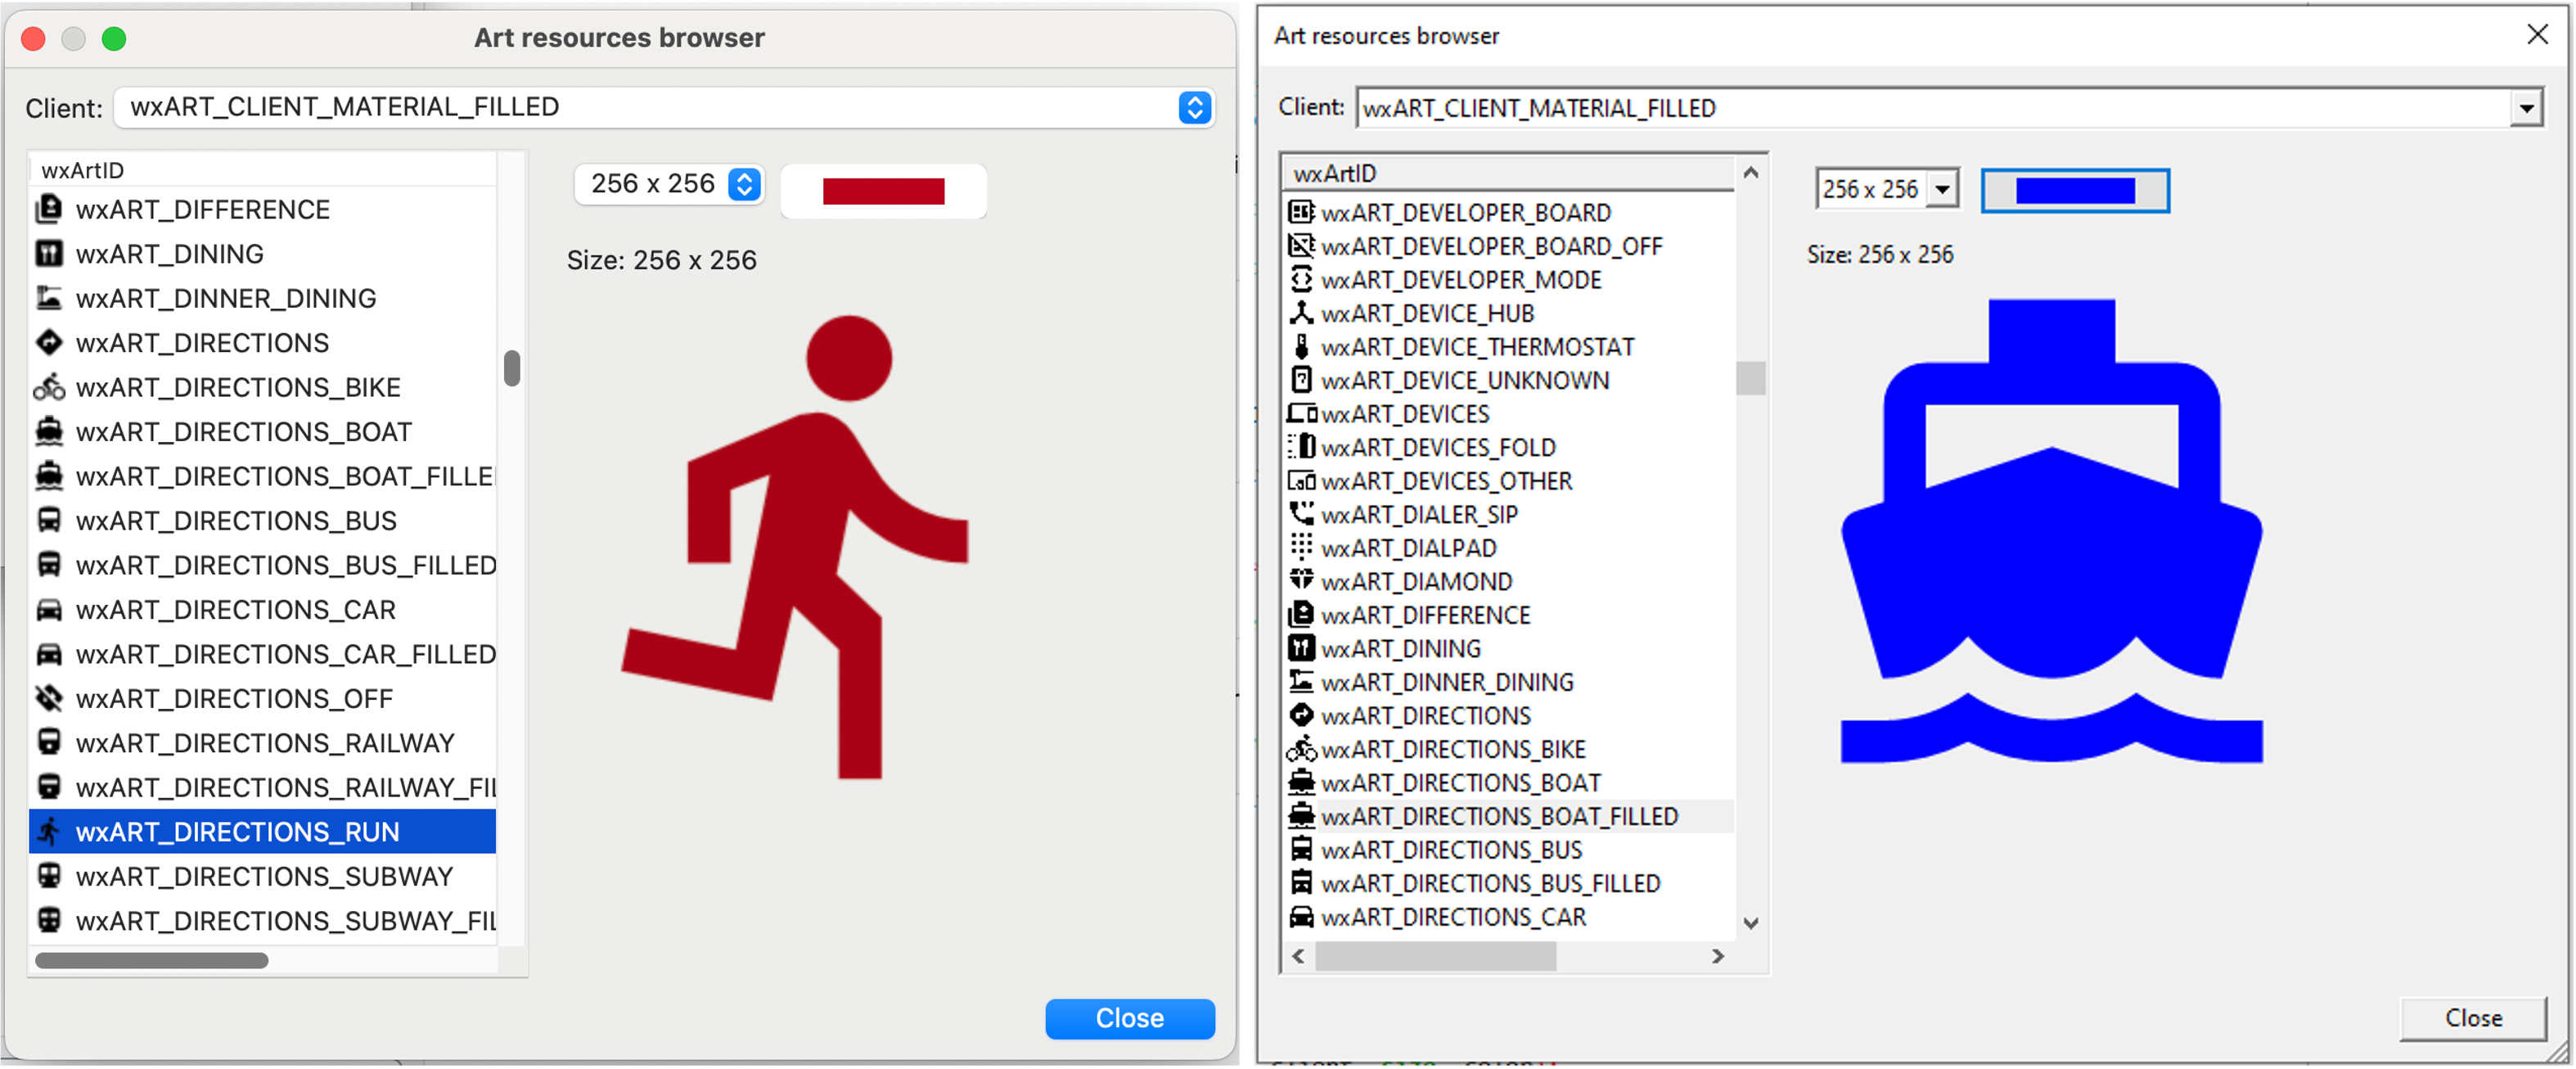 Art resources browser
Client: wxART_CLIENT_MATERIAL_FILLED
wxArtID
wxART_DIFFERENCE
wxART_DINING
wxART_DINNER_DINING
wxART_DIRECTIONS
wxART_DIRECTIONS_BIKE
wxART_DIRECTIONS_BOAT
wxART_DIRECTIONS_BOAT_FILLE
wxART_DIRECTIONS_BUS
wxART_DIRECTIONS_BUS_FILLED
wxART_DIRECTIONS_CAR
wxART_DIRECTIONS_CAR_FILLED
wxART_DIRECTIONS_OFF
wxART_DIRECTIONS_RAILWAY
wxART_DIRECTIONS_RAILWAY_FIL
wxART_DIRECTIONS_RUN
wxART_DIRECTIONS_SUBWAY
wxART_DIRECTIONS_SUBWAY_FIL
256 x 256
Size: 256 x 256
Close
Art resources browser
Client: wxART_CLIENT_MATERIAL_FILLED
wxArtID
wxART_DEVELOPER_BOARD
wxART_DEVELOPER_BOARD_OFF
wxART_DEVELOPER_MODE
wxART_DEVICE_HUB
wxART_DEVICE_THERMOSTAT
wxART_DEVICE_UNKNOWN
wxART_DEVICES
wxART_DEVICES_FOLD
wxART_DEVICES_OTHER
wxART_DIALER_SIP
wxART_DIALPAD
wxART_DIAMOND
wxART_DIFFERENCE
wxART_DINING
wxART_DINNER_DINING
wxART_DIRECTIONS
wxART_DIRECTIONS_BIKE
wxART_DIRECTIONS_BOAT
wxART_DIRECTIONS_BOAT_FILLED
wxART_DIRECTIONS_BUS
wxART_DIRECTIONS_BUS_FILLED
wxART_DIRECTIONS_CAR
256 x 256
Size: 256 x 256
Close